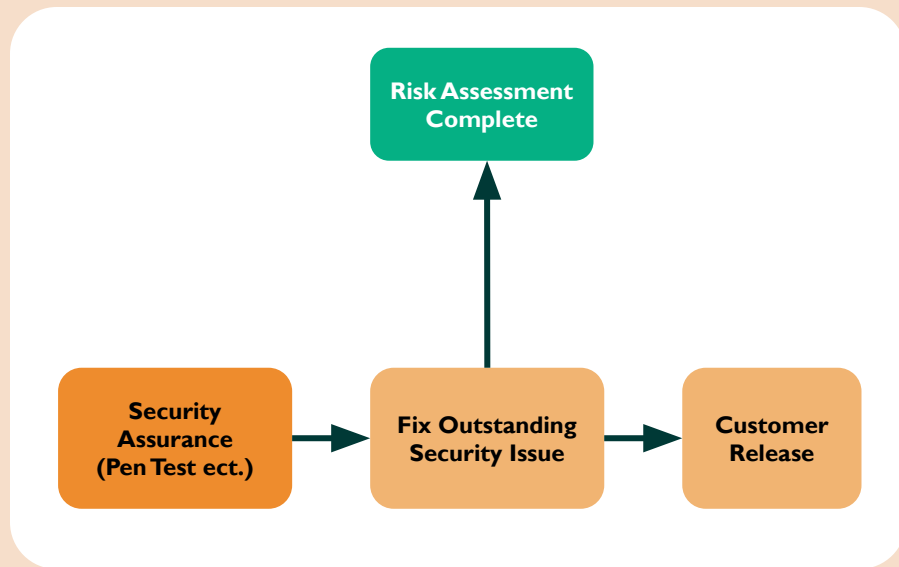 Risk Assessment
Complete
Security
Assurance
(Pen Test ect.)
Fix Outstanding
Security Issue
Customer
Release